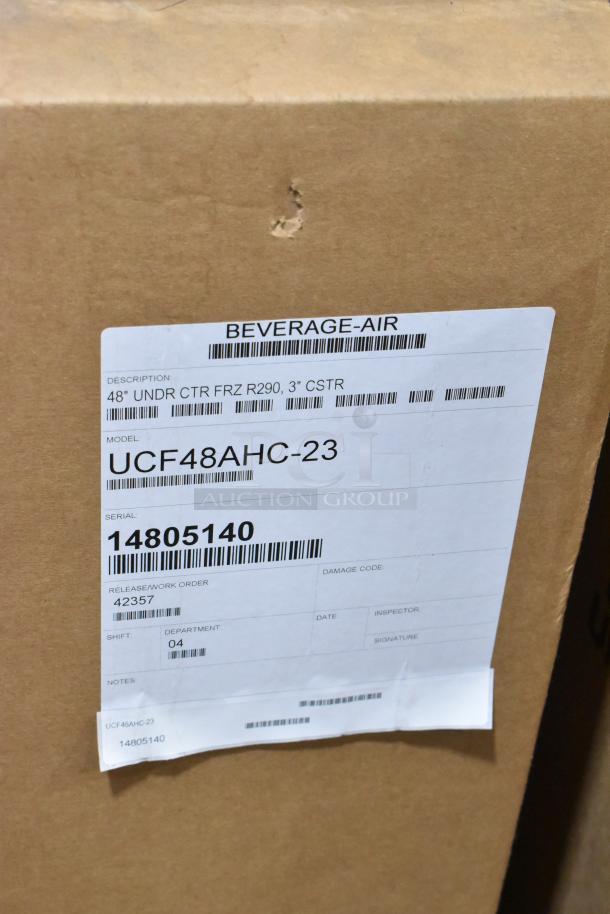 BEVERAGE-AIR
DESCRIPTION
48" UNDR CTR FRZ R290, 3" CSTR
MODEL
UCF48AHC-23
PCi
AUCTION GROUP
SERIAL
14805140
RELEASE/WORK ORDER
42357
DAMAGE CODE
SHIFT
DEPARTMENT
04
DATE
INSPECTOR
SIGNATURE
NOTES
UCF48AHC-23
14805140